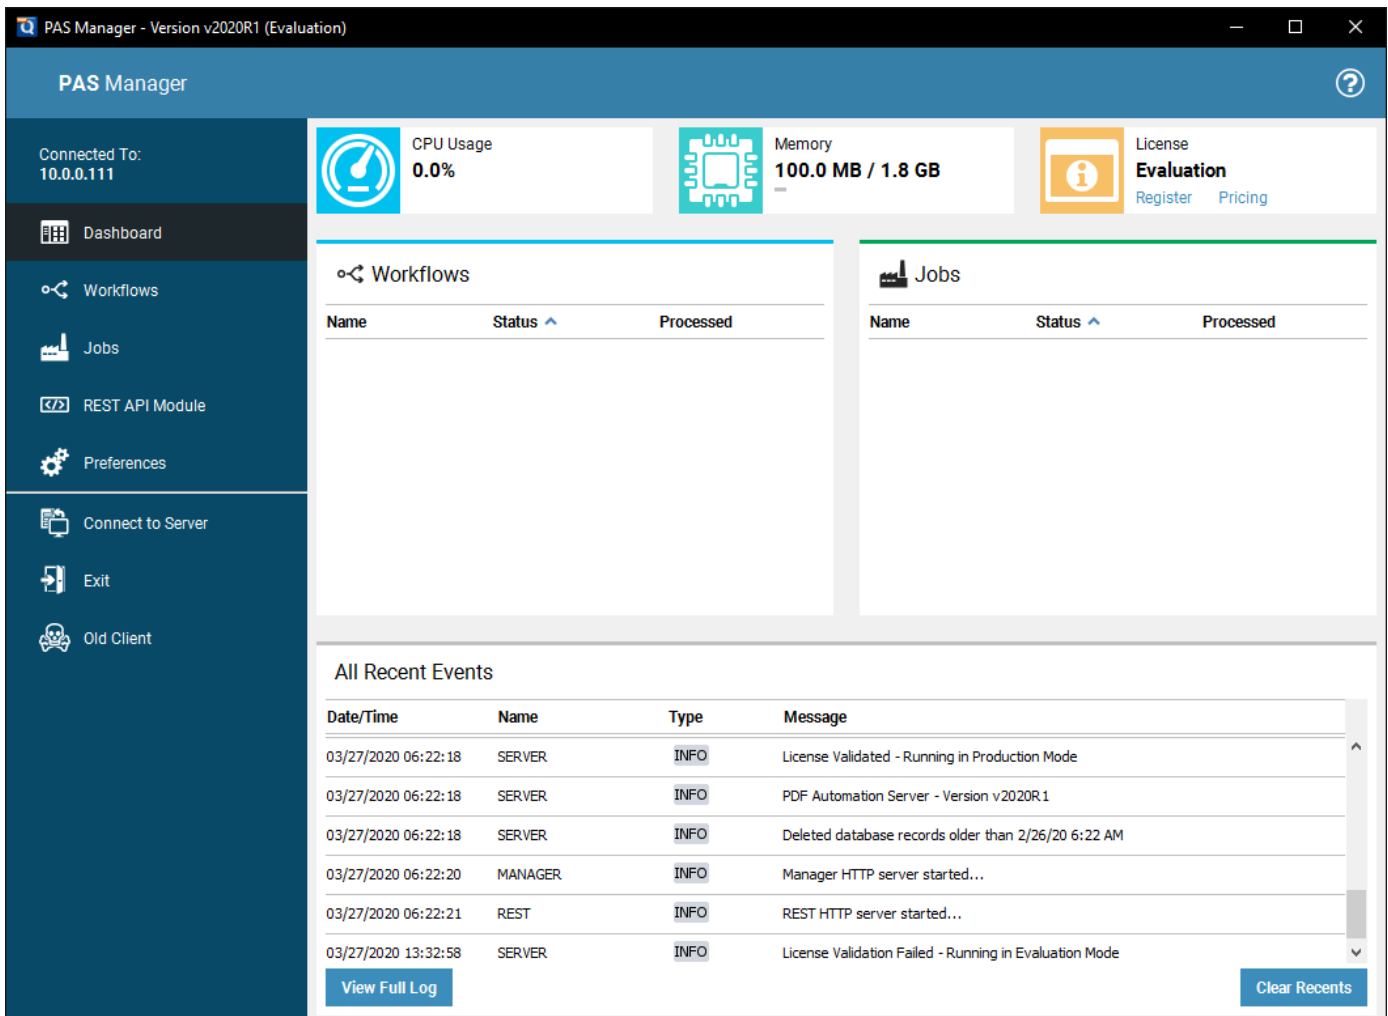 PAS Manager - Version v2020R1 (Evaluation)
PAS Manager
Connected To:
10.0.0.111
Dashboard
Workflows
Jobs
REST API Module
Preferences
Connect to Server
Exit
Old Client
CPU Usage
0.0%
Memory
100.0 MB / 1.8 GB
License
Evaluation
Register Pricing
Workflows
Name Status Processed
Jobs
Name Status Processed
All Recent Events
Date/Time Name Type Message
03/27/2020 06:22:18 SERVER INFO License Validated - Running in Production Mode
03/27/2020 06:22:18 SERVER INFO PDF Automation Server - Version v2020R1
03/27/2020 06:22:18 SERVER INFO Deleted database records older than 2/26/20 6:22 AM
03/27/2020 06:22:20 MANAGER INFO Manager HTTP server started...
03/27/2020 06:22:21 REST INFO REST HTTP server started...
03/27/2020 13:32:58 SERVER INFO License Validation Failed - Running in Evaluation Mode
View Full Log Clear Recents